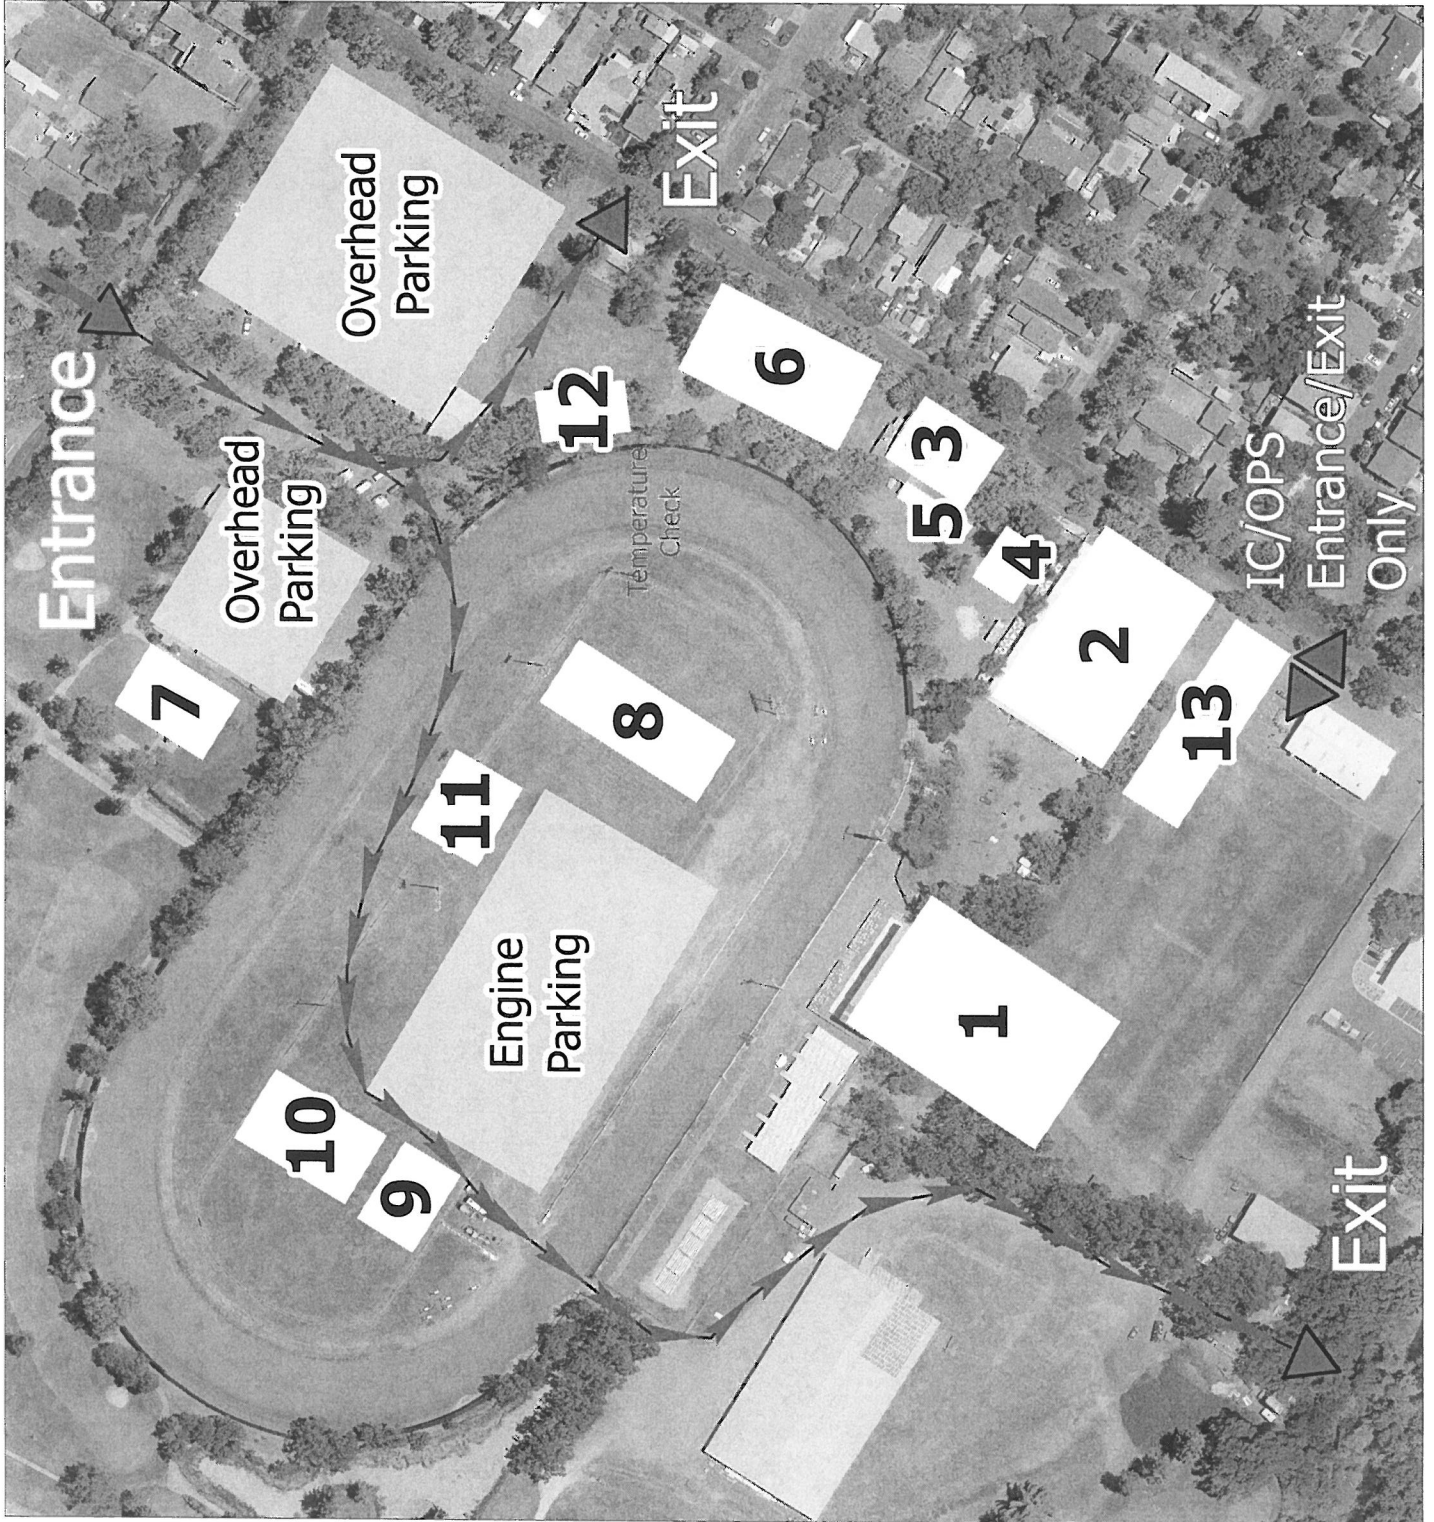 Entrance
Overhead
Parking
Overhead
Parking
Exit
7
12
Temperature
Check
6
11
8
3
5
4
10
9
Engine
Parking
2
13
1
IC/OPS
Entrance/Exit
Only
Exit